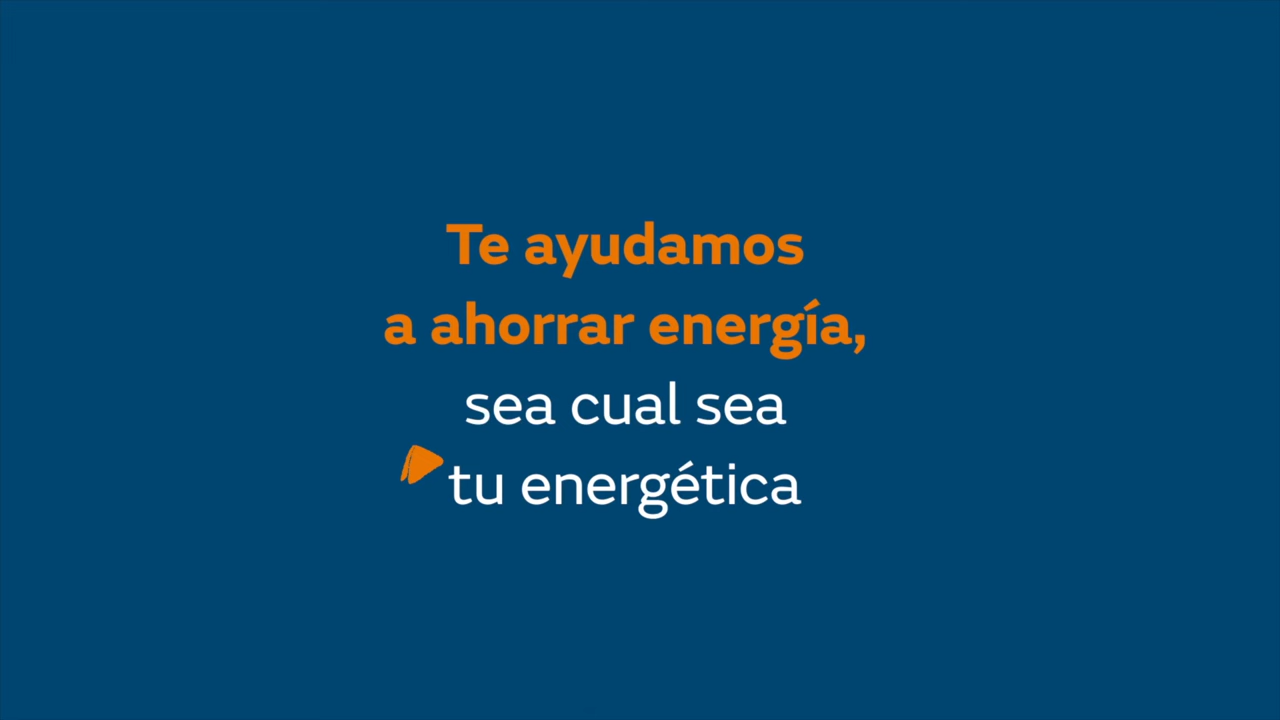 Te ayudamos
a ahorrar energía,
sea cual sea
tu energética